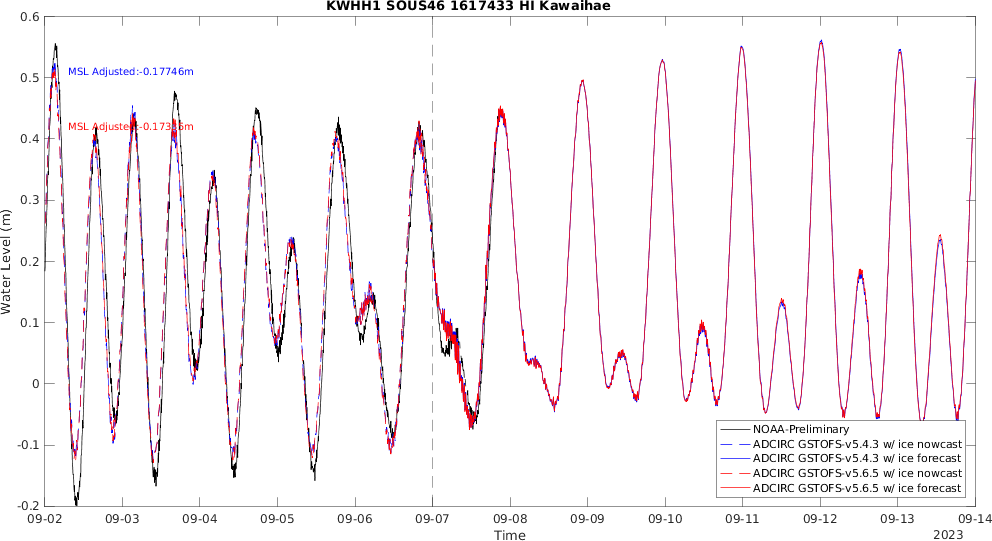 KWHH1 SOUS46 1617433 HI Kawaihae
0.6
0.5
0.4
0.3
0.2
0.1
0
-0.1
-0.2
Water Level (m)
MSL Adjusted:-0.17746m
MSL Adjusted:
NOAA-Preliminary
ADCIRC GSTOFS-v5.4.3 w/ ice nowcast
ADCIRC GSTOFS-v5.4.3 w/ ice forecast
ADCIRC GSTOFS-v5.6.5 w/ ice nowcast
ADCIRC GSTOFS-v5.6.5 w/ ice forecast
09-02 09-03 09-04 09-05 09-06 09-07 09-08 09-09 09-10 09-11 09-12 09-13 09-14
Time
2023